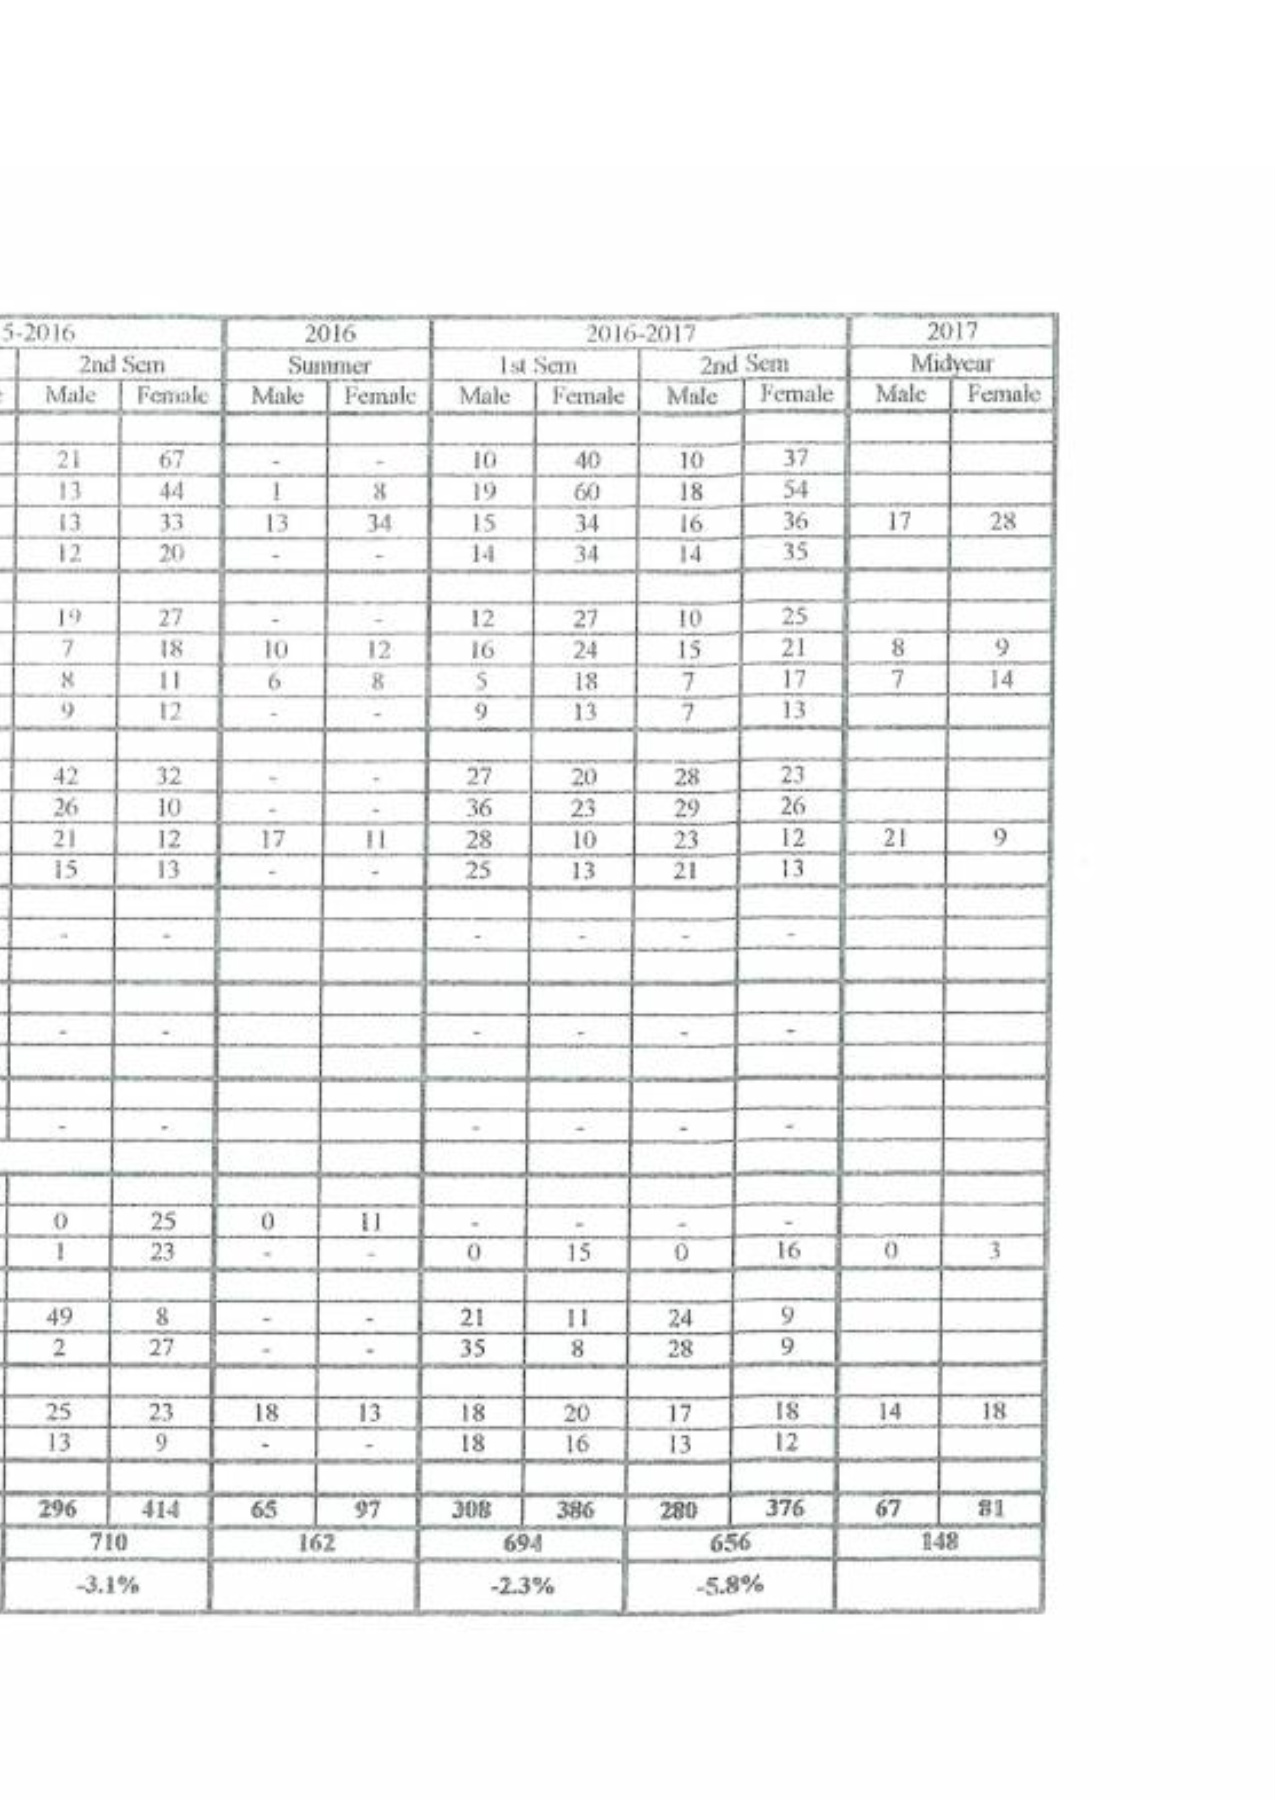 5-2016 2016 2016-2017 2017
2nd Sem Summer 1st Sem 2nd Sem Midyear
Male Female Male Female Male Female Male Female Male Female
21 67 - - 10 40 10 37
13 44 1 8 19 60 18 54
13 33 13 34 15 34 16 36 17 28
12 20 - - 14 34 14 35
19 27 - - 12 27 10 25
7 18 10 12 16 24 15 21 8 9
8 11 6 8 5 18 7 17 7 14
9 12 - - 9 13 7 13
42 32 - - 27 20 28 23
26 10 - - 36 23 29 26
21 12 17 11 28 10 23 12 21 9
15 13 - - 25 13 21 13
- - - - - -
- - - - - -
- - - - - -
0 25 0 11 - - - -
1 23 - - 0 15 0 16 0 3
49 8 - - 21 11 24 9
2 27 - - 35 8 28 9
25 23 18 13 18 20 17 18 14 18
13 9 - - 18 16 13 12
296 414 65 97 308 386 280 376 67 81
710 162 694 656 148
-3.1% -2.3% -5.8%